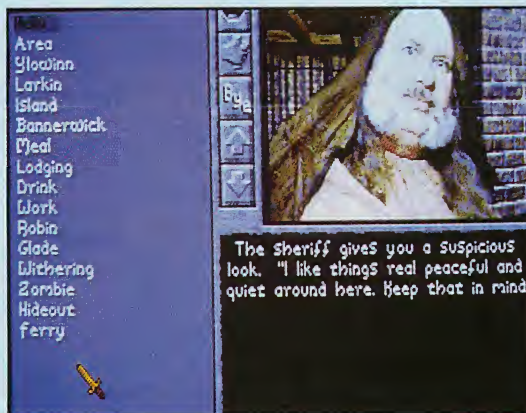 Hello
Area
Ylowinn
Larkin
Island
Bannerwick
Meal
Lodging
Drink
Work
Robin
Glade
Withering
Zombie
Hideout
Ferry
Bye
The Sheriff gives you a suspicious
look. "I like things real peaceful and
quiet around here. Keep that in mind